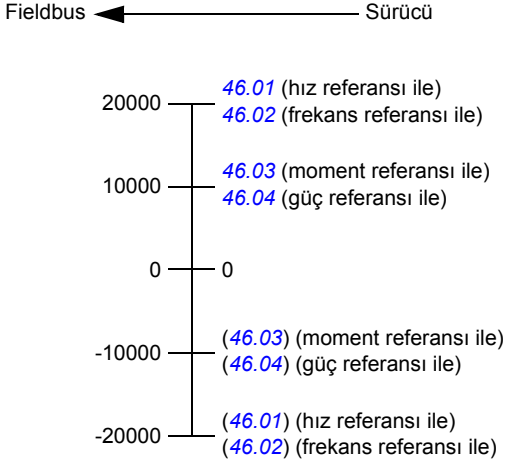 Fieldbus Sürücü
20000 46.01 (hız referansı ile)
46.02 (frekans referansı ile)
10000 46.03 (moment referansı ile)
46.04 (güç referansı ile)
0 0
-10000 (46.03) (moment referansı ile)
(46.04) (güç referansı ile)
-20000 (46.01) (hız referansı ile)
(46.02) (frekans referansı ile)